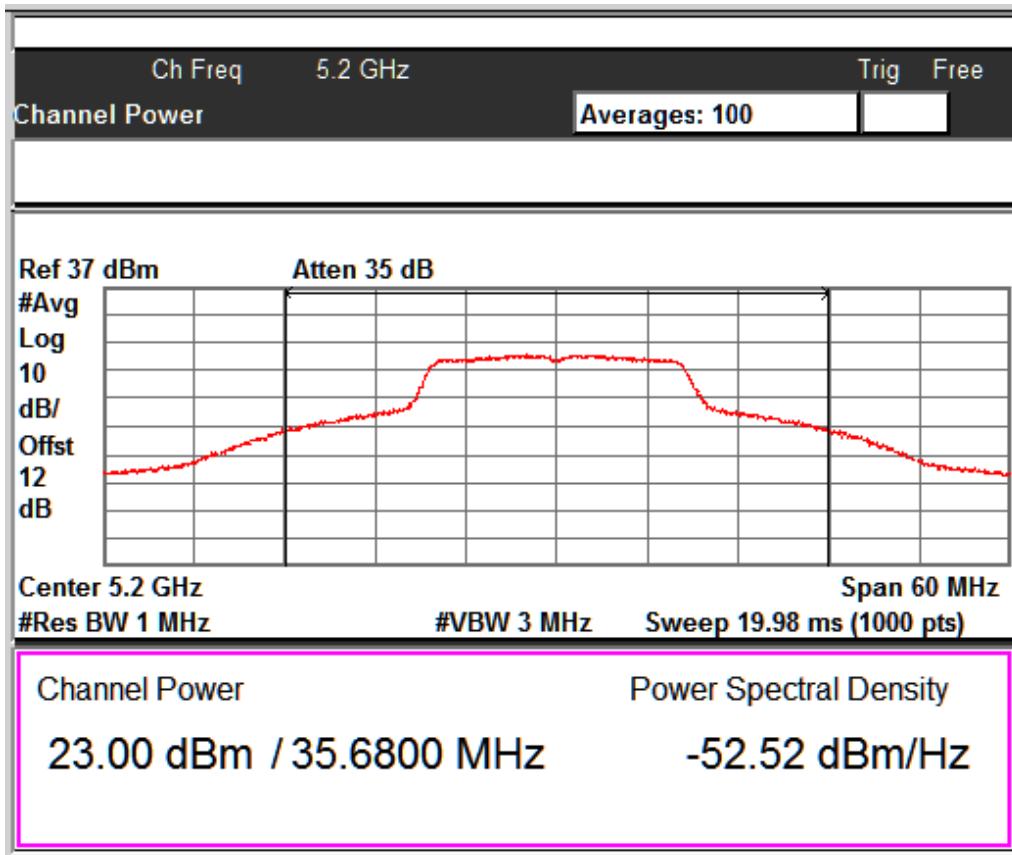 Ch Freq 5.2 GHz Trig Free
Channel Power Averages: 100
Ref 37 dBm Atten 35 dB
#Avg
Log
10
dB/
Offst
12
dB
Center 5.2 GHz Span 60 MHz
#Res BW 1 MHz #VBW 3 MHz Sweep 19.98 ms (1000 pts)
Channel Power Power Spectral Density
23.00 dBm / 35.6800 MHz -52.52 dBm/Hz